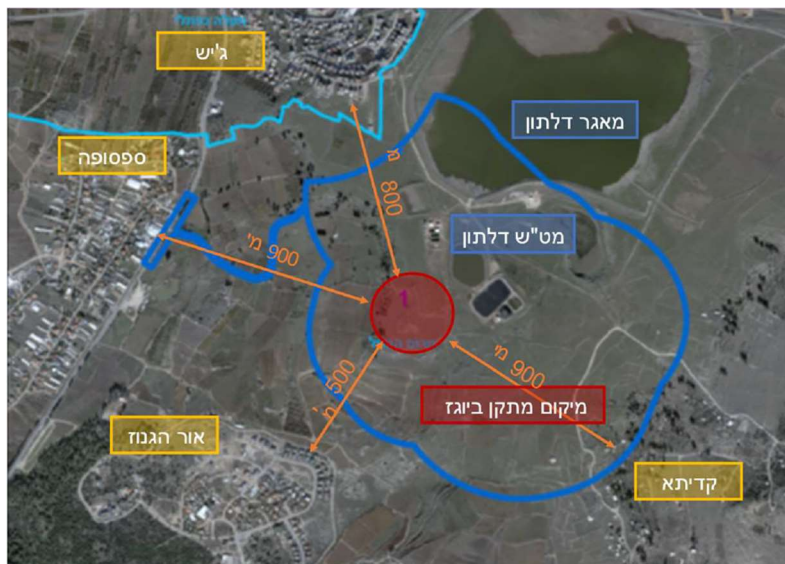 ג'יש
מאגר דלתון
ספסופה
מט"ש דלתון
800 מ'
900 מ'
1
500 מ'
900 מ'
מיקום מתקן ביוגז
אור הגנוז
קדיתא